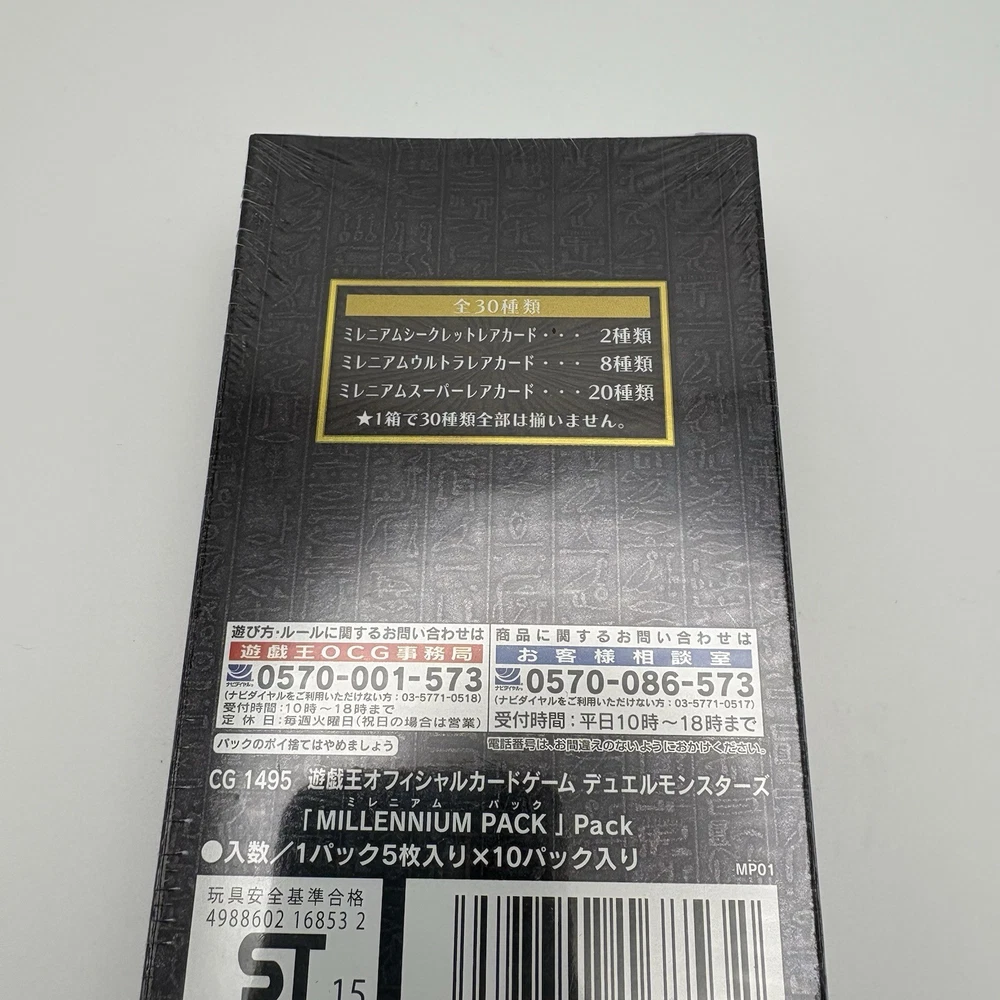 全30種類
ミレニアムシークレットレアカード・・・ 2種類
ミレニアムウルトラレアカード・・・ 8種類
ミレニアムスーパーレアカード・・・20種類
★1箱で30種類全部は揃いません。
遊び方・ルールに関するお問い合わせは
遊戯王OCG事務局
ナビダイヤル® 0570-001-573
(ナビダイヤルをご利用いただけない方:03-5771-0518)
受付時間:10時～18時まで
定休日:毎週火曜日(祝日の場合は営業)
商品に関するお問い合わせは
お客様相談室
ナビダイヤル® 0570-086-573
(ナビダイヤルをご利用いただけない方:03-5771-0517)
受付時間:平日10時～18時まで
パックのポイ捨てはやめましょう
電話番号は、お間違えのないようにおかけください。
CG 1495 遊戯王オフィシャルカードゲーム デュエルモンスターズ
ミレニアム パック
「MILLENNIUM PACK」Pack
●入数/1パック5枚入り×10パック入り
MP01
玩具安全基準合格
4988602 16853 2
ST 15